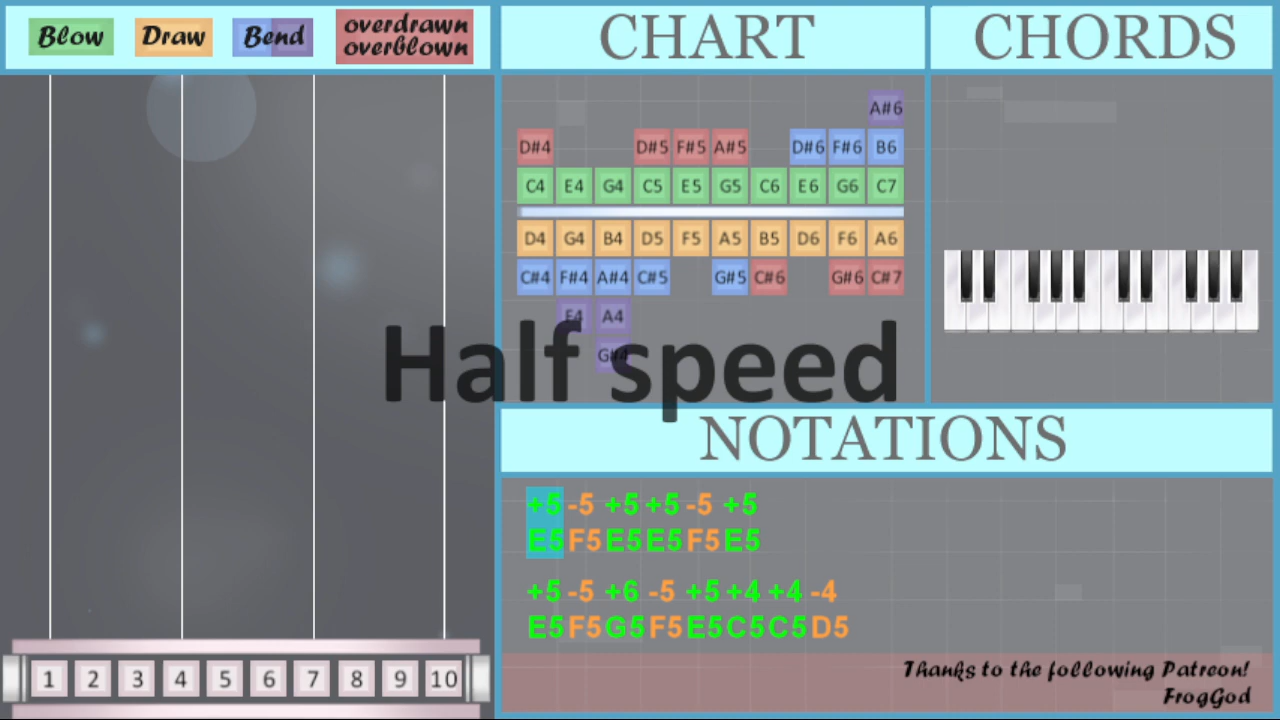 Blow Draw Bend overdrawn
overblown
CHART
CHORDS
A#6
D#4 D#5 F#5 A#5 D#6 F#6 B6
C4 E4 G4 C5 E5 G5 C6 E6 G6 C7
D4 G4 B4 D5 F5 A5 B5 D6 F6 A6
C#4 F#4 A#4 C#5 G#5 C#6 G#6 C#7
E4 A4
G#4
Half speed
NOTATIONS
+5 -5 +5 +5 -5 +5
E5 F5 E5 E5 F5 E5
+5 -5 +6 -5 +5 +4 +4 -4
E5 F5 G5 F5 E5 C5 C5 D5
Thanks to the following Patreon!
FrogGod
1 2 3 4 5 6 7 8 9 10